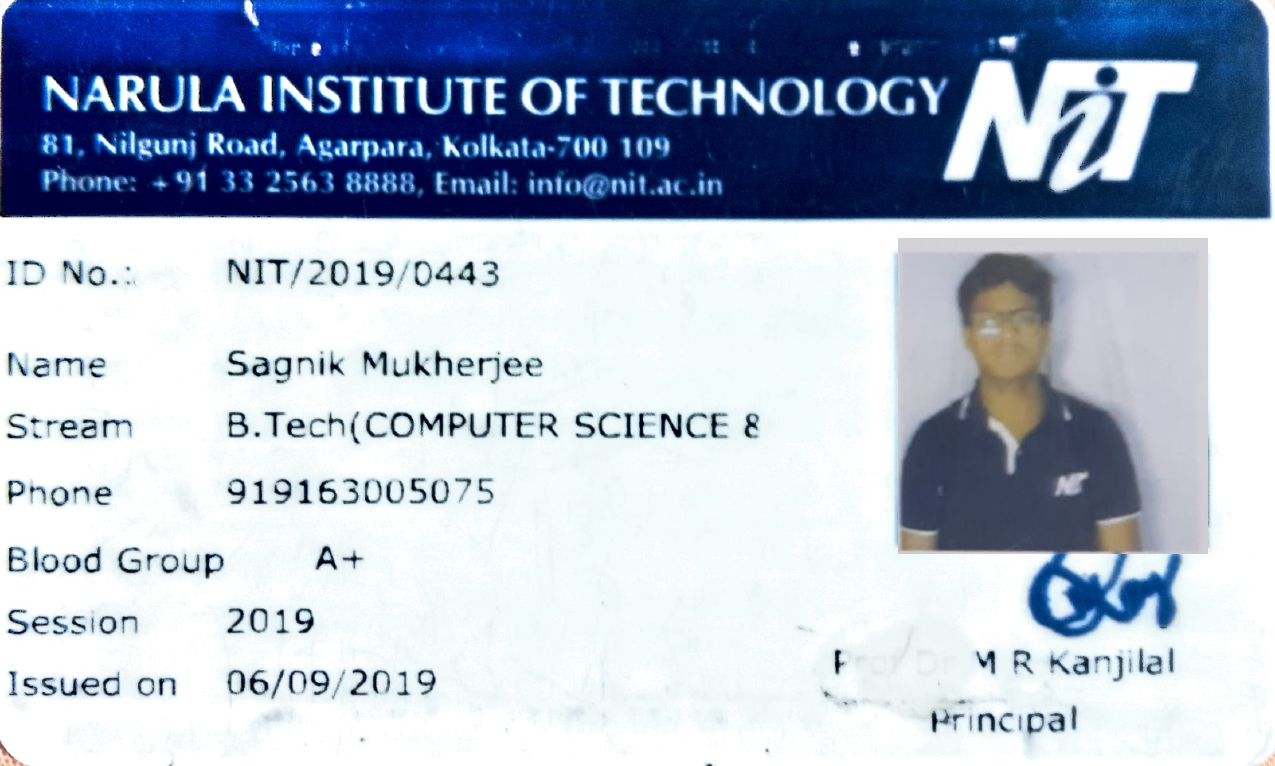 NARULA INSTITUTE OF TECHNOLOGY
NiT
81, Nilgunj Road, Agarpara, Kolkata-700 109
Phone: +91 33 2563 8888, Email: info@nit.ac.in
ID No.: NIT/2019/0443
Name Sagnik Mukherjee
Stream B.Tech(COMPUTER SCIENCE &
Phone 919163005075
Blood Group A+
Session 2019
Issued on 06/09/2019
NiT
Prof Dr M R Kanjilal
Principal